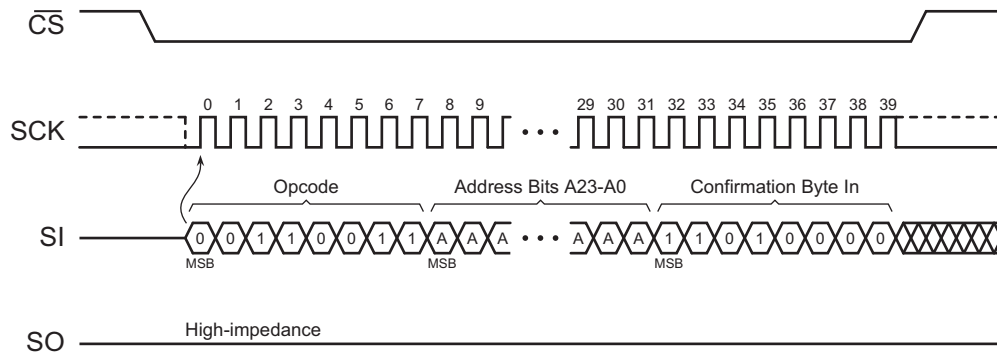 CS
0 1 2 3 4 5 6 7 8 9 29 30 31 32 33 34 35 36 37 38 39
SCK
Opcode Address Bits A23-A0 Confirmation Byte In
SI 0 0 1 1 0 0 1 1 A A A A A A 1 1 0 1 0 0 0 0
MSB MSB MSB
High-impedance
SO